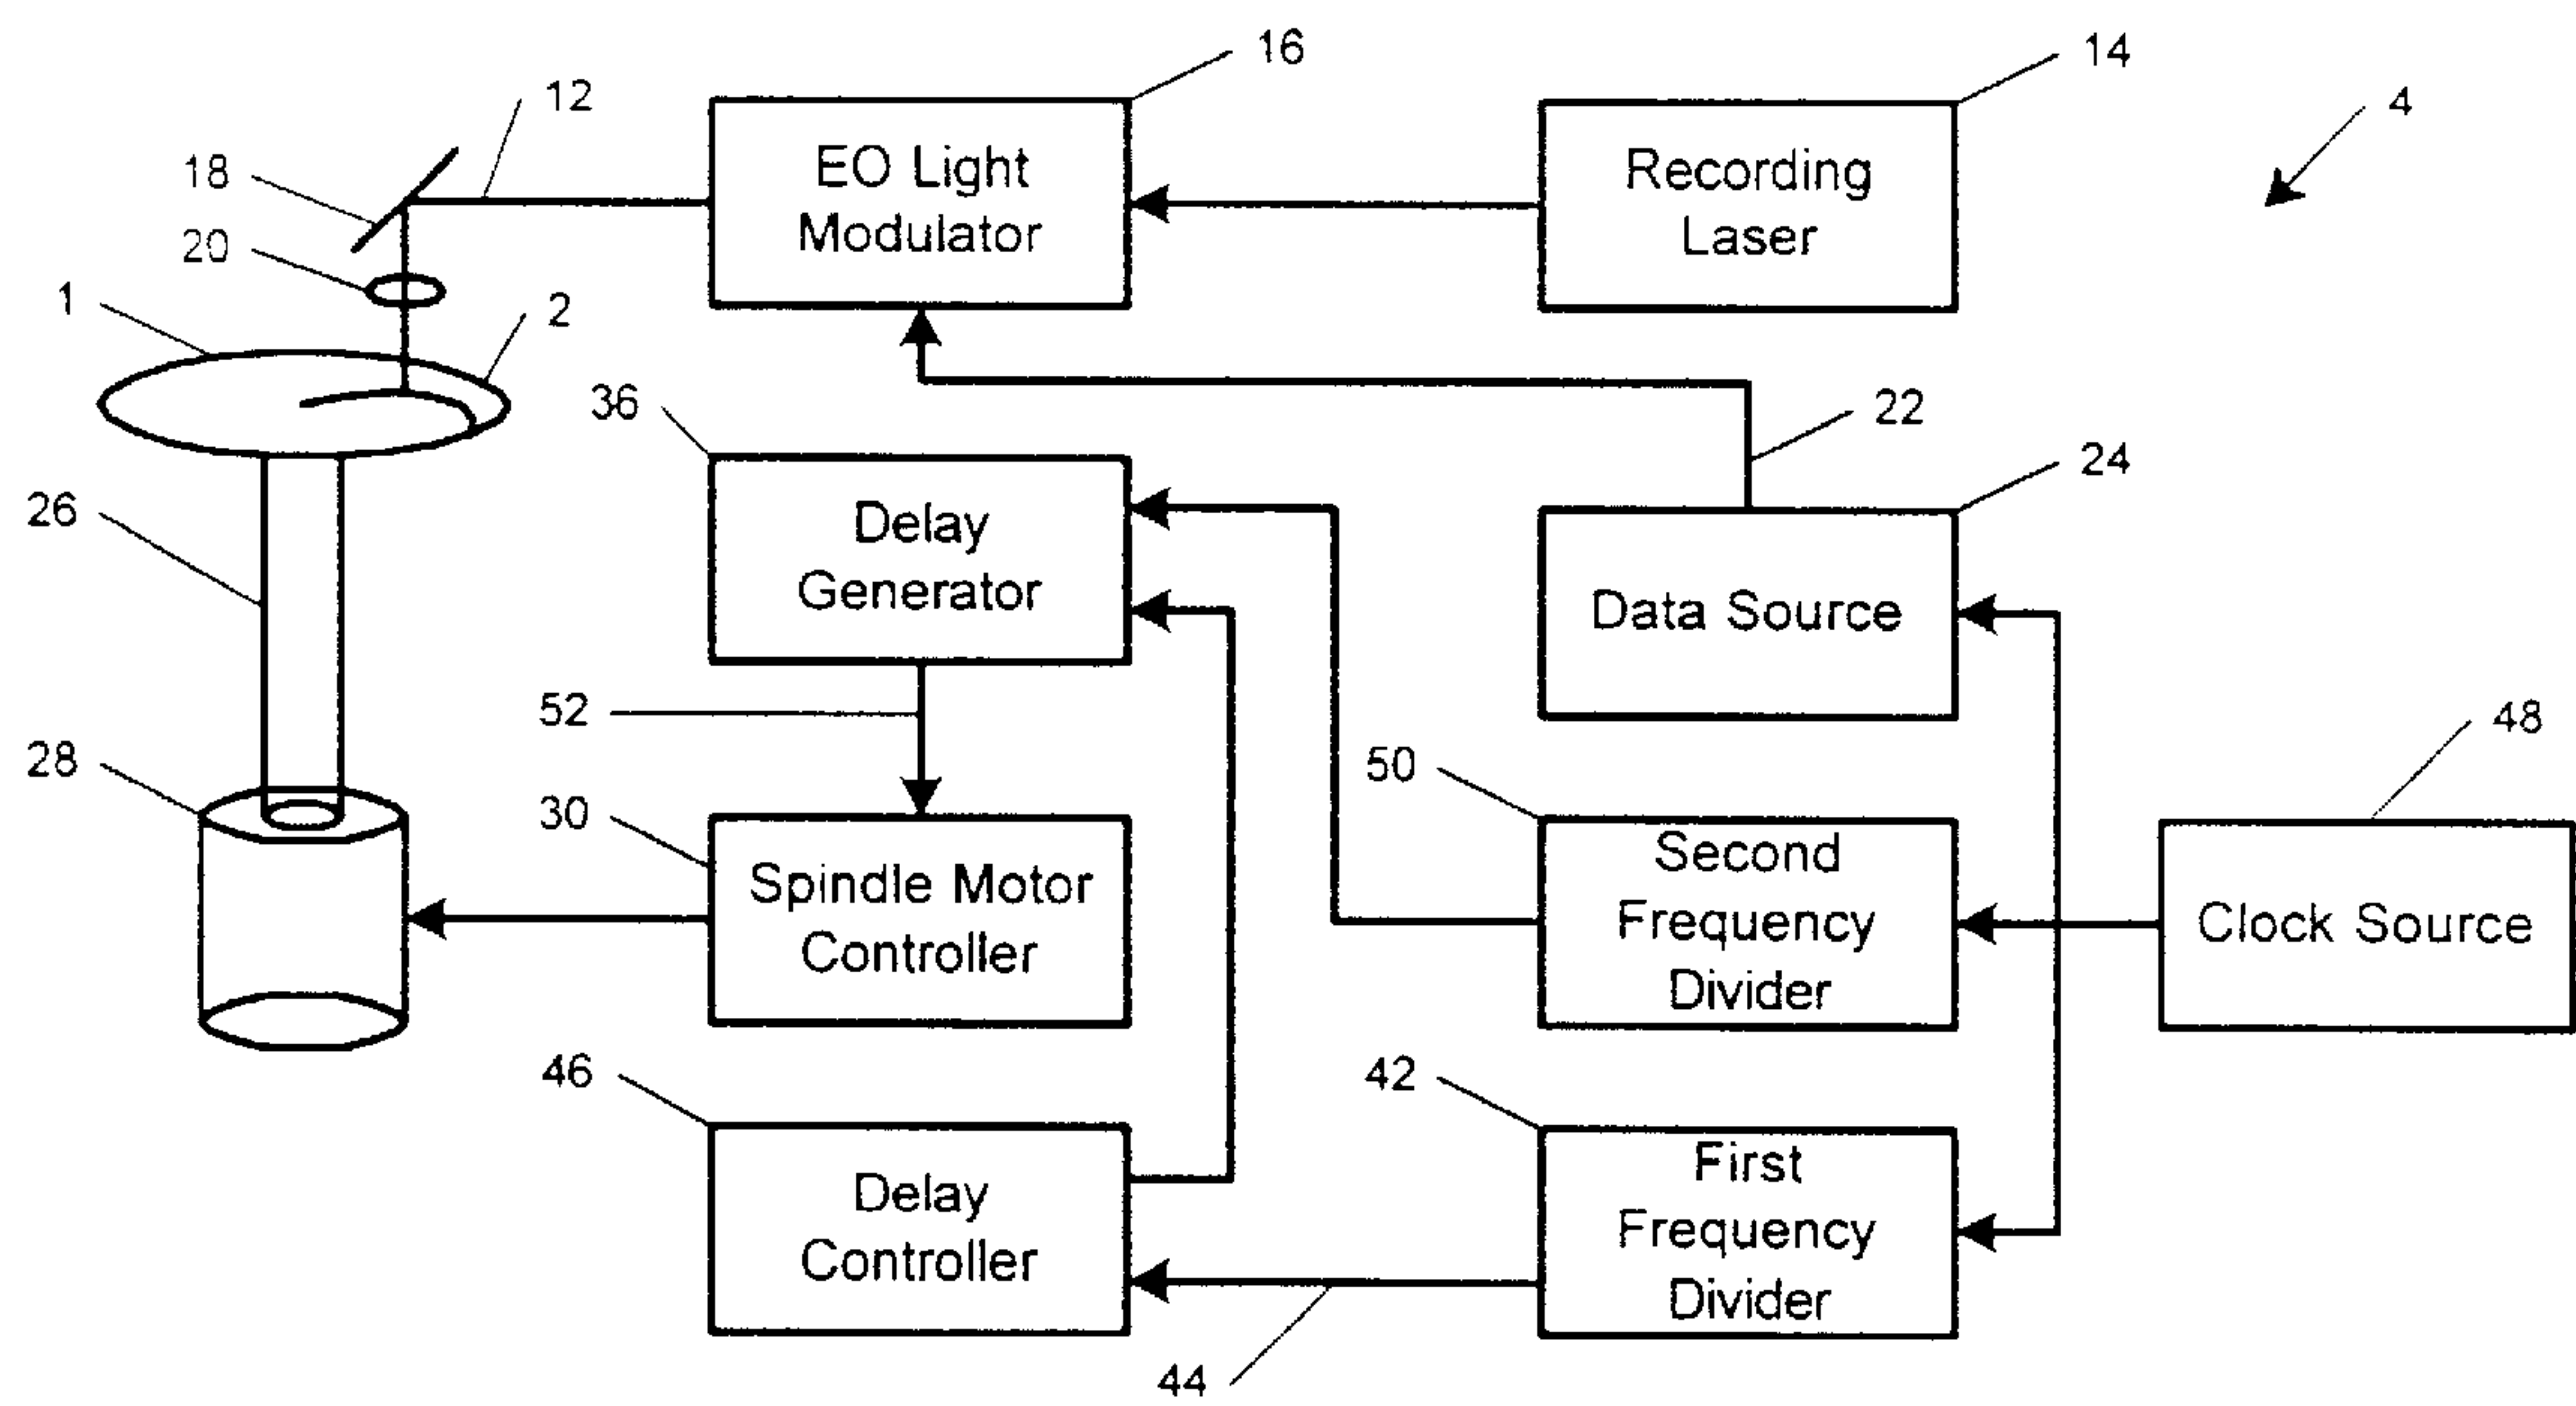 16
14
4
12
18
EO Light
Modulator
Recording
Laser
20
1
2
36
22
24
26
Delay
Generator
Data Source
52
48
28
50
30
Second
Frequency
Divider
Spindle Motor
Controller
Clock Source
46
42
First
Frequency
Divider
Delay
Controller
44